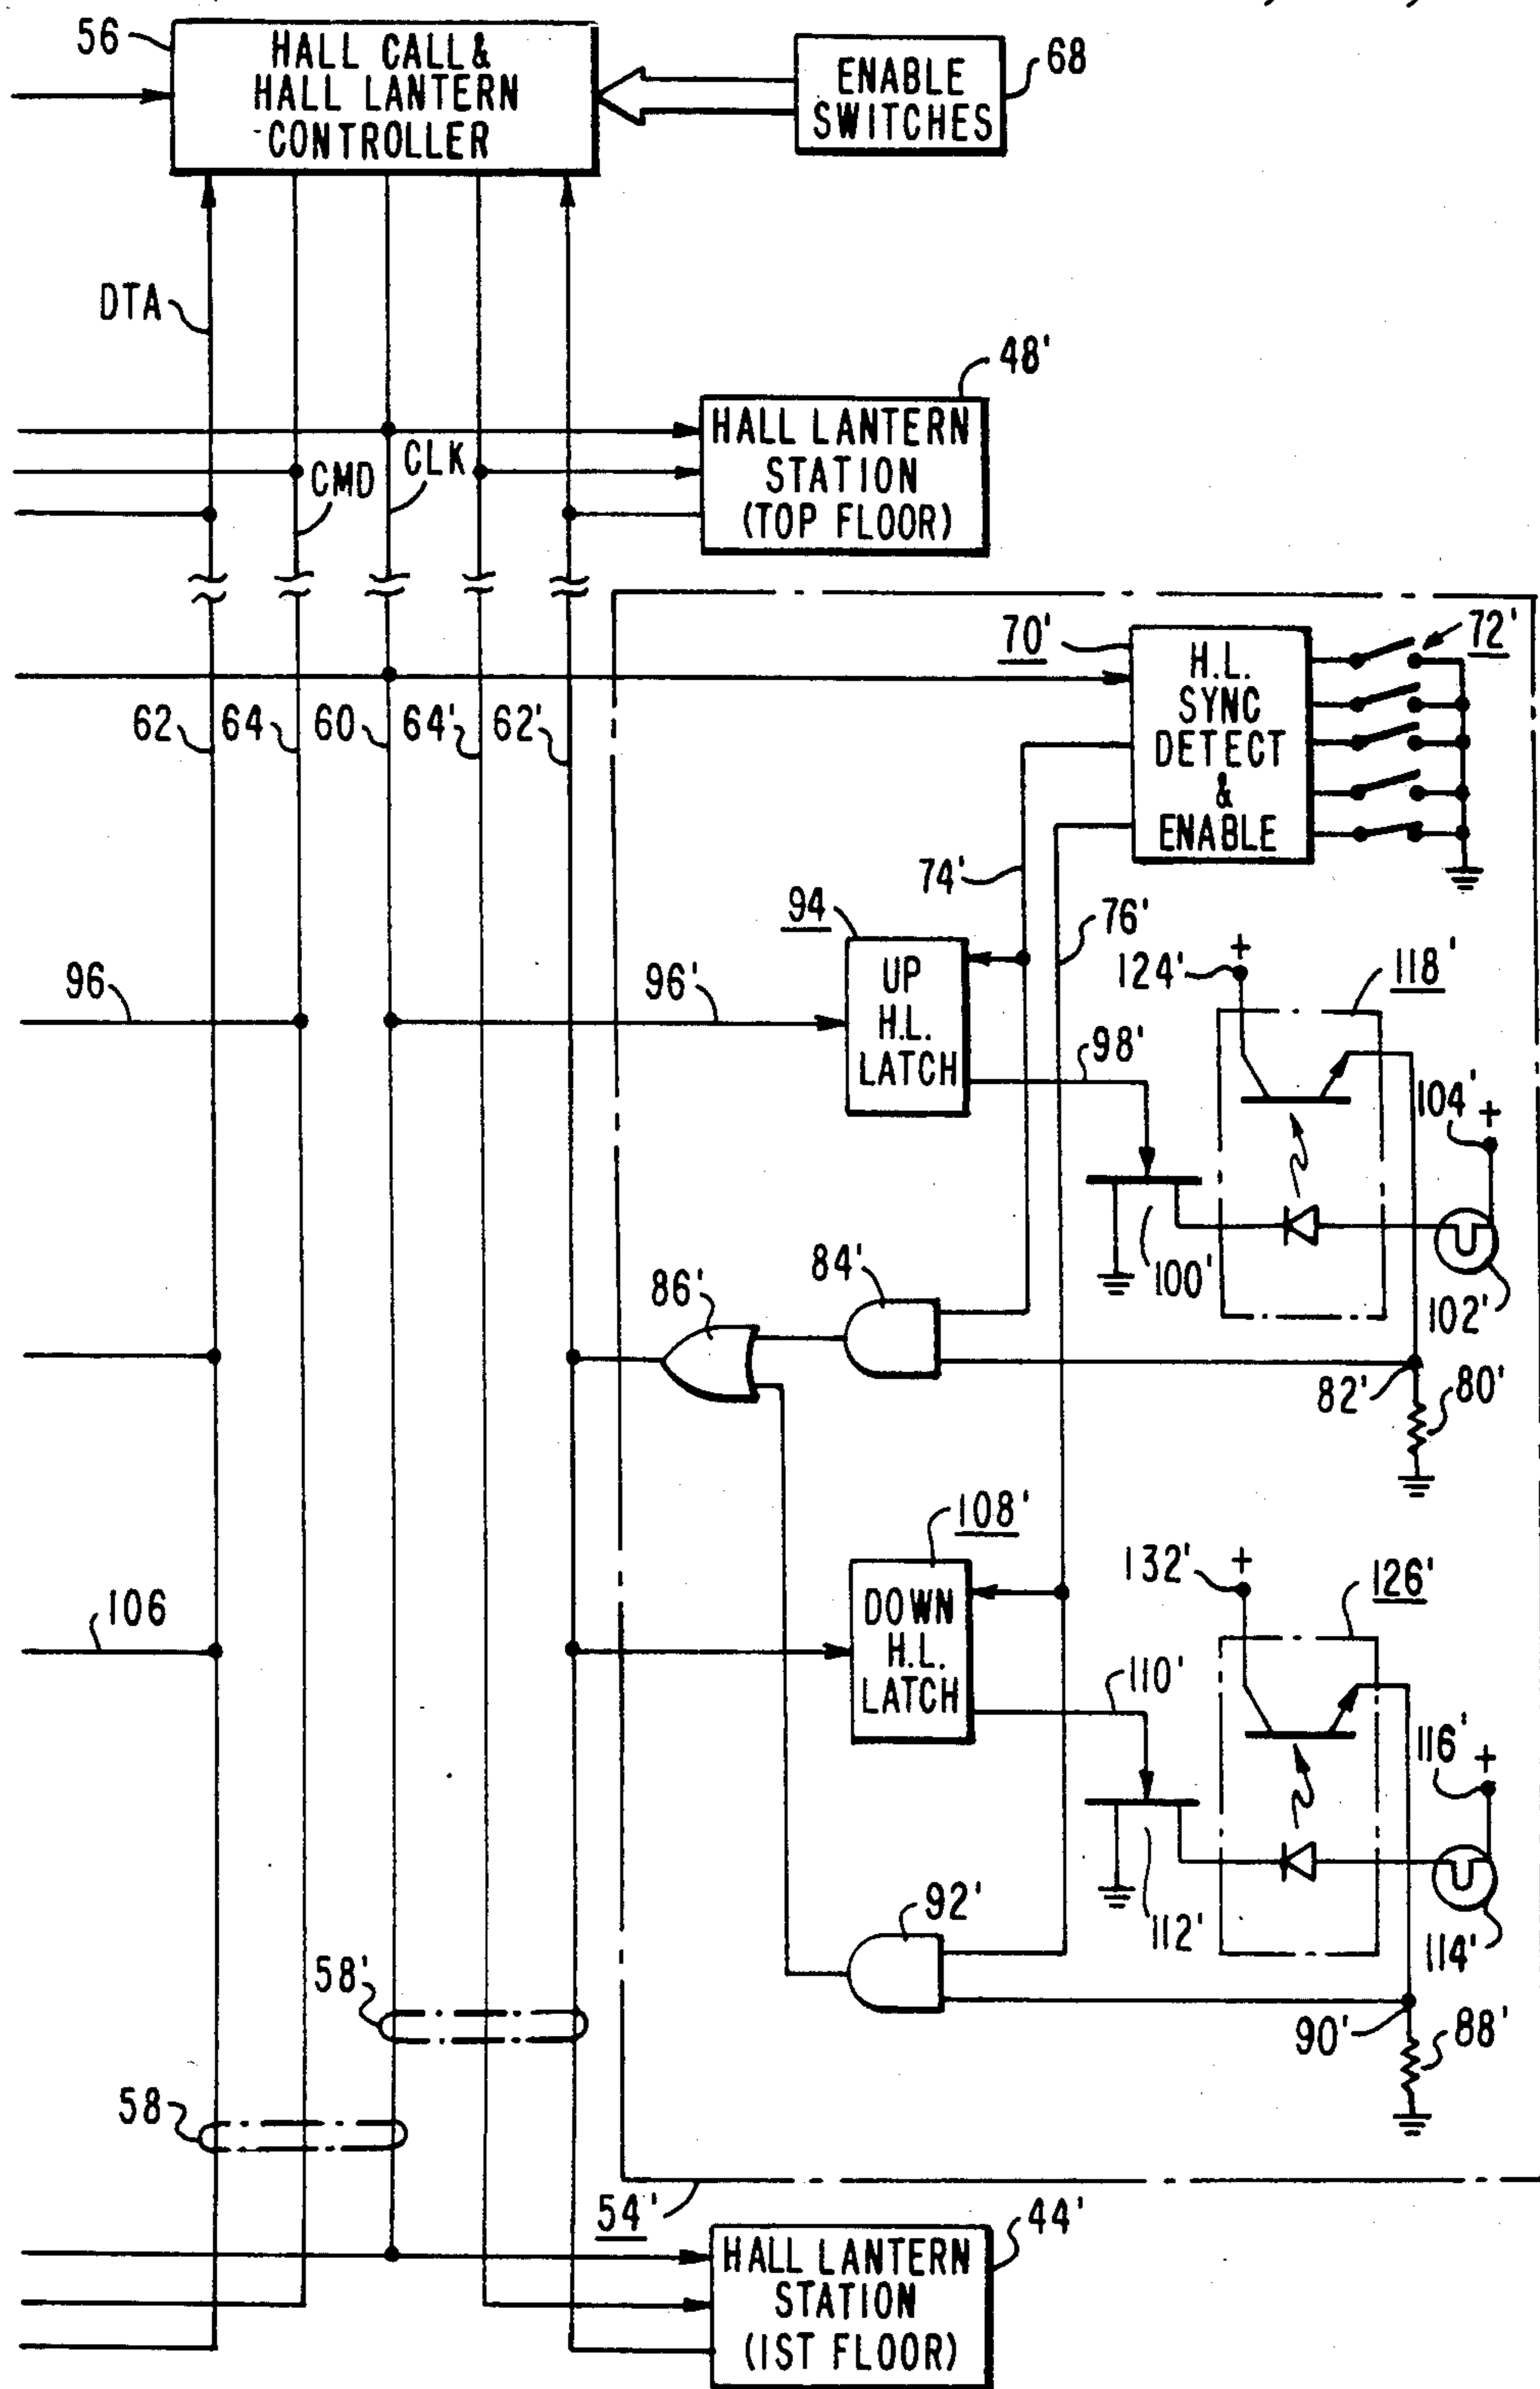 56
HALL CALL &
HALL LANTERN
CONTROLLER
ENABLE
SWITCHES
68
DTA
48'
HALL LANTERN
STATION
(TOP FLOOR)
CMD
CLK
70'
H.L.
SYNC
DETECT
&
ENABLE
72'
62
64
60
64'
62'
74'
76'
94
UP
H.L.
LATCH
96
96'
98'
+
124'
118'
104'
+
100'
102'
84'
86'
82'
80'
108'
DOWN
H.L.
LATCH
106
110'
+
132'
126'
116'
+
112'
114'
92'
90'
88'
58'
58
54'
44'
HALL LANTERN
STATION
(1ST FLOOR)